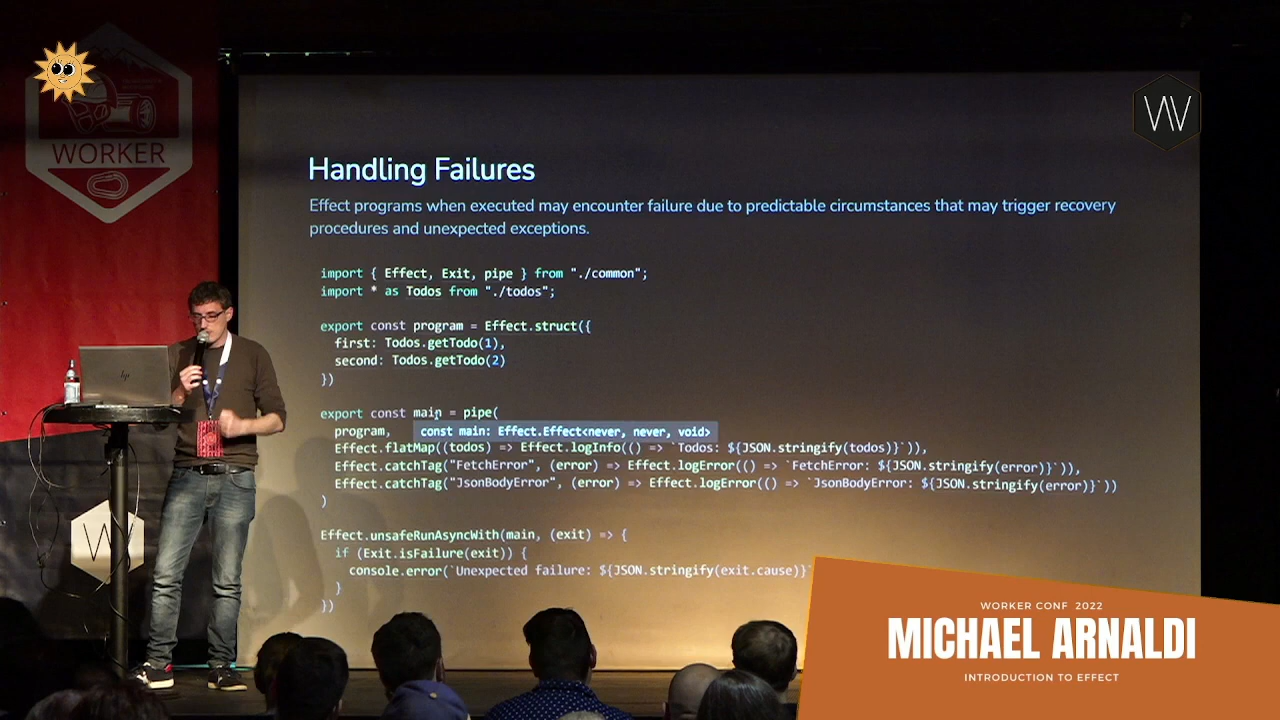 WORKER
W
Handling Failures
Effect programs when executed may encounter failure due to predictable circumstances that may trigger recovery
procedures and unexpected exceptions.
import { Effect, Exit, pipe } from "./common";
import * as Todos from "./todos";
export const program = Effect.struct({
first: Todos.getTodo(1),
second: Todos.getTodo(2)
})
export const main = pipe(
program,
const main: Effect.Effect<never, never, void>
Effect.flatMap((todos) => Effect.logInfo(() => `Todos: ${JSON.stringify(todos)}`)),
Effect.catchTag("FetchError", (error) => Effect.logError(() => `FetchError: ${JSON.stringify(error)}`)),
Effect.catchTag("JsonBodyError", (error) => Effect.logError(() => `JsonBodyError: ${JSON.stringify(error)}`))
)
Effect.unsafeRunAsyncWith(main, (exit) => {
if (Exit.isFailure(exit)) {
console.error(`Unexpected failure: ${JSON.stringify(exit.cause)}`
}
})
hp
W
WORKER CONF 2022
MICHAEL ARNALDI
INTRODUCTION TO EFFECT